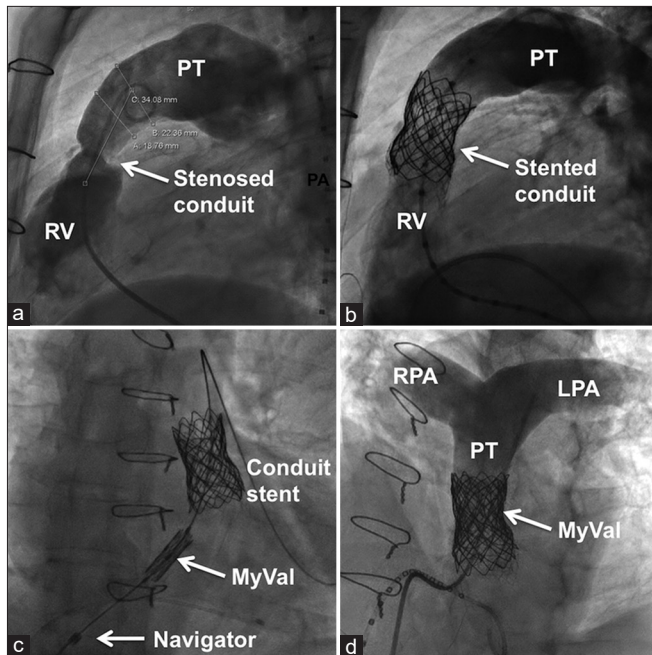 PT
C: 34.08 mm
B: 22.36 mm
A: 18.76 mm
Stenosed
conduit
PA
RV
a
PT
Stented
conduit
RV
b
Conduit
stent
MyVal
Navigator
c
RPA
LPA
PT
MyVal
d